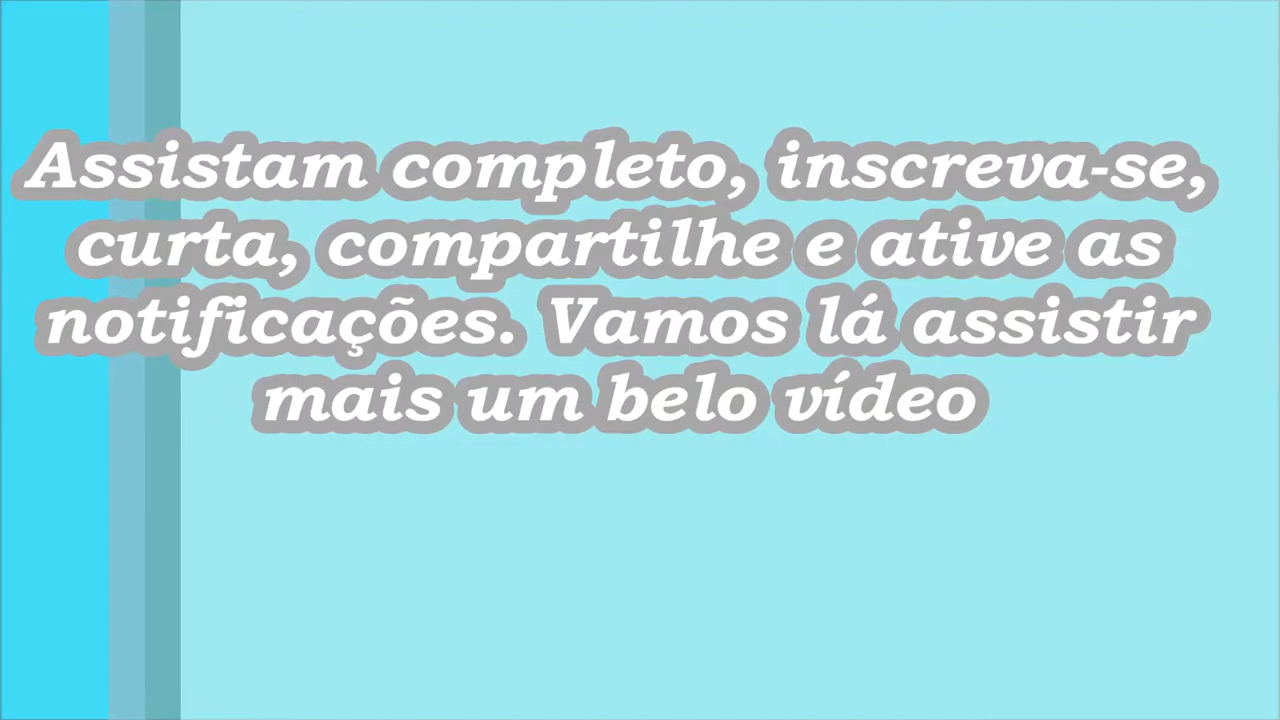 Assistam completo, inscreva-se,
curta, compartilhe e ative as
notificações. Vamos lá assistir
mais um belo vídeo